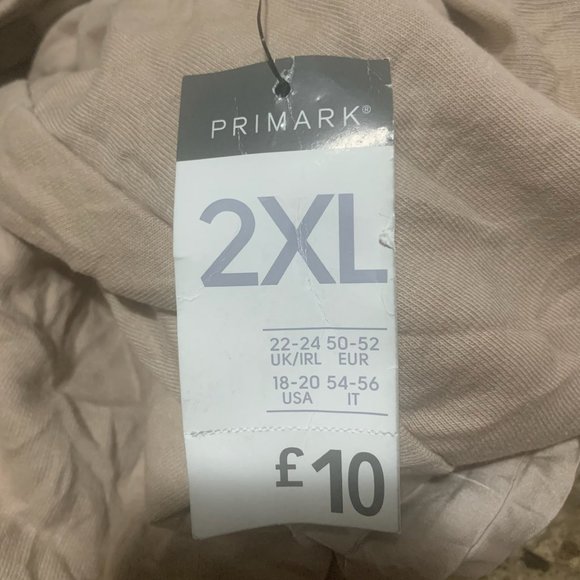 PRIMARK®
2XL
22-24 50-52
UK/IRL EUR
18-20 54-56
USA IT
£10